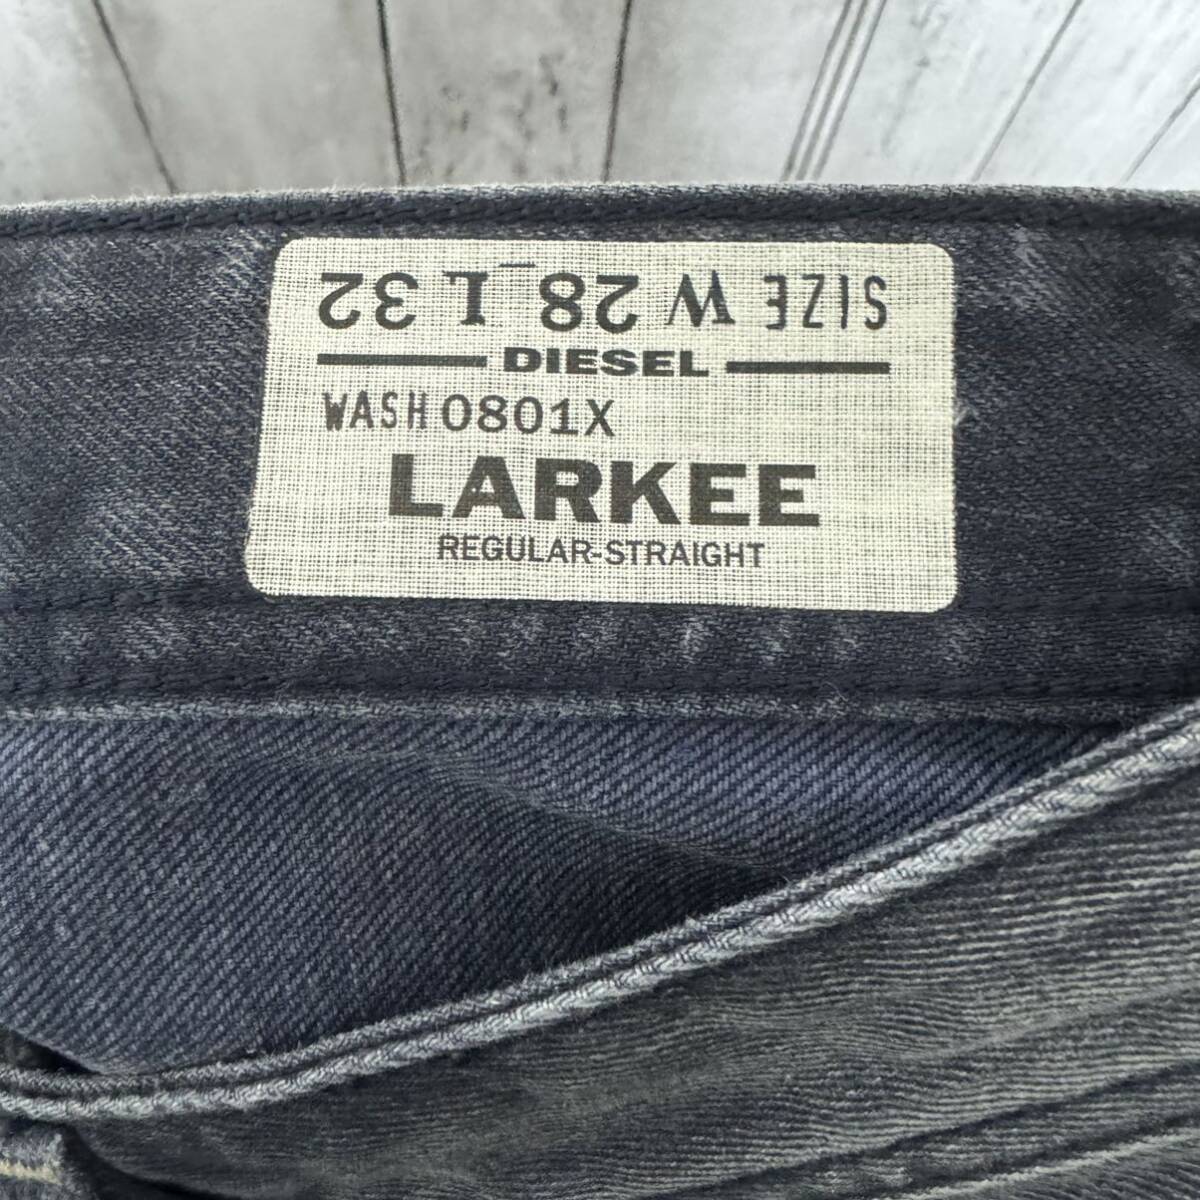 SIZE W 28 L 32
DIESEL
WASH 0801X
LARKEE
REGULAR-STRAIGHT